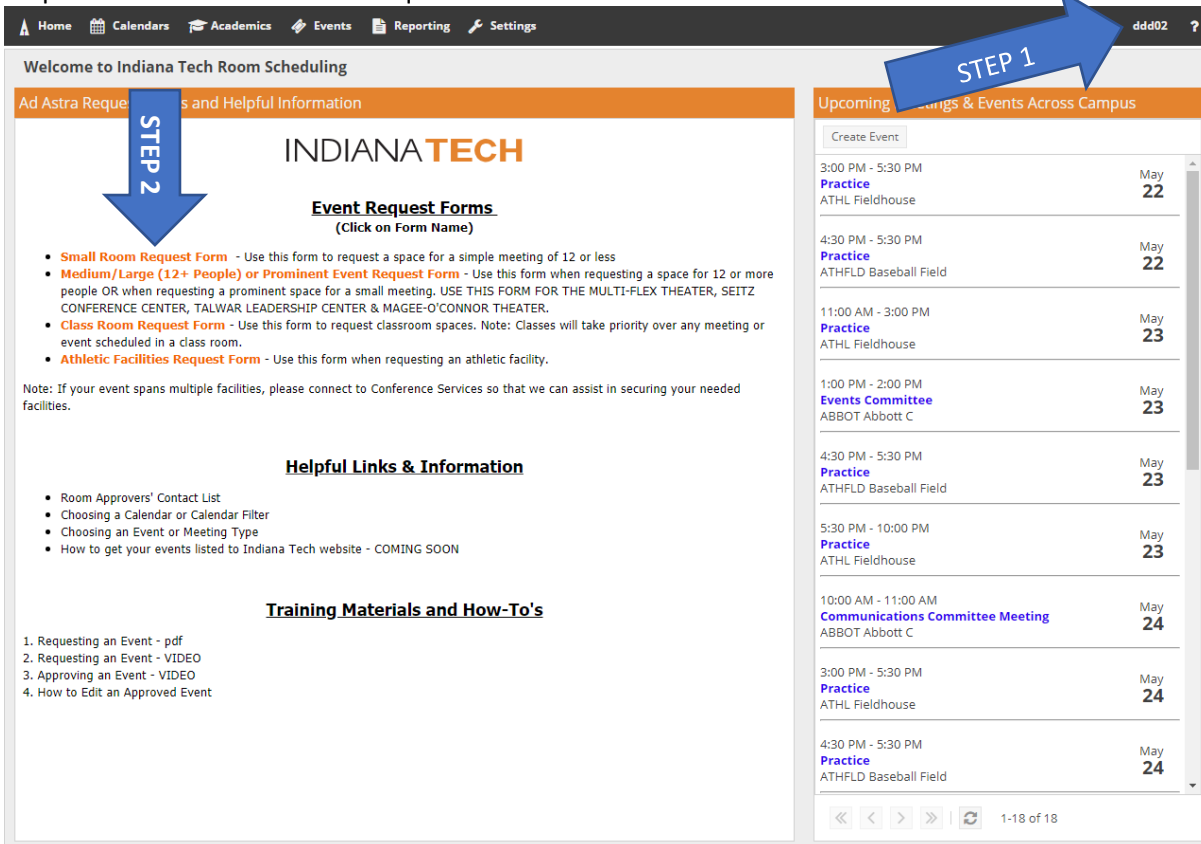 Home Calendars Academics Events Reporting Settings ddd02 ?
STEP 1
Welcome to Indiana Tech Room Scheduling
Ad Astra Reque s and Helpful Information
STEP 2
INDIANA TECH
Event Request Forms
(Click on Form Name)
• Small Room Request Form - Use this form to request a space for a simple meeting of 12 or less
• Medium/Large (12+ People) or Prominent Event Request Form - Use this form when requesting a space for 12 or more
people OR when requesting a prominent space for a small meeting. USE THIS FORM FOR THE MULTI-FLEX THEATER, SEITZ
CONFERENCE CENTER, TALWAR LEADERSHIP CENTER & MAGEE-O'CONNOR THEATER.
• Class Room Request Form - Use this form to request classroom spaces. Note: Classes will take priority over any meeting or
event scheduled in a class room.
• Athletic Facilities Request Form - Use this form when requesting an athletic facility.
Note: If your event spans multiple facilities, please connect to Conference Services so that we can assist in securing your needed
facilities.
Helpful Links & Information
• Room Approvers' Contact List
• Choosing a Calendar or Calendar Filter
• Choosing an Event or Meeting Type
• How to get your events listed to Indiana Tech website - COMING SOON
Training Materials and How-To's
1. Requesting an Event - pdf
2. Requesting an Event - VIDEO
3. Approving an Event - VIDEO
4. How to Edit an Approved Event
Upcoming ings & Events Across Campus
Create Event
3:00 PM - 5:30 PM
Practice
ATHL Fieldhouse
May
22
4:30 PM - 5:30 PM
Practice
ATHFLD Baseball Field
May
22
11:00 AM - 3:00 PM
Practice
ATHL Fieldhouse
May
23
1:00 PM - 2:00 PM
Events Committee
ABBOT Abbott C
May
23
4:30 PM - 5:30 PM
Practice
ATHFLD Baseball Field
May
23
5:30 PM - 10:00 PM
Practice
ATHL Fieldhouse
May
23
10:00 AM - 11:00 AM
Communications Committee Meeting
ABBOT Abbott C
May
24
3:00 PM - 5:30 PM
Practice
ATHL Fieldhouse
May
24
4:30 PM - 5:30 PM
Practice
ATHFLD Baseball Field
May
24
1-18 of 18